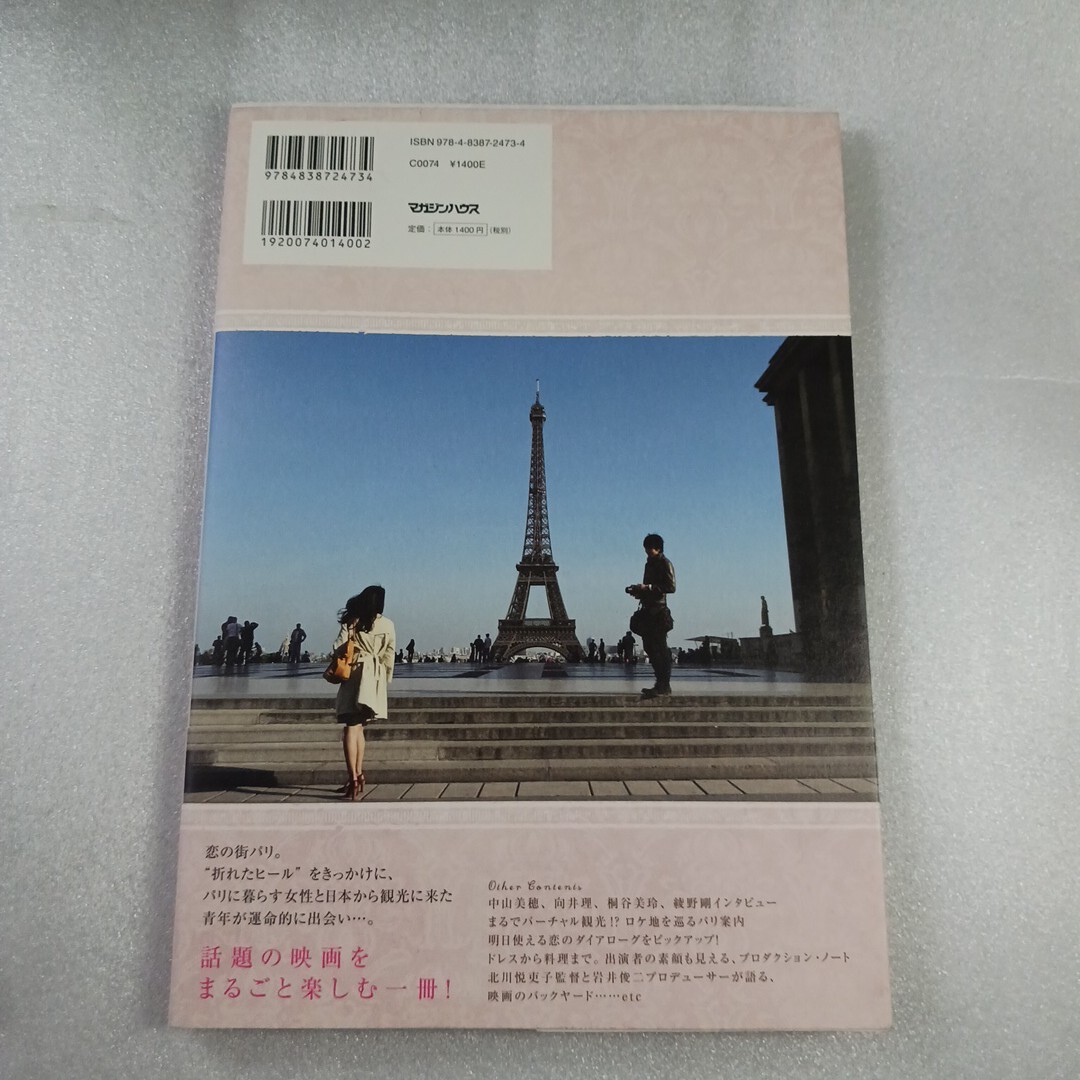 ISBN 978-4-8387-2473-4
C0074 ¥1400E
9784838724734
マガジンハウス
定価：本体1400円（税別）
1920074014002
恋の街パリ。
“折れたヒール”をきっかけに、
パリに暮らす女性と日本から観光に来た
青年が運命的に出会い…。
話題の映画を
まるごと楽しむ一冊！
Other Contents
中山美穂、向井理、桐谷美玲、綾野剛インタビュー
まるでバーチャル観光!? ロケ地を巡るパリ案内
明日使える恋のダイアローグをピックアップ！
ドレスから料理まで。出演者の素顔も見える、プロダクション・ノート
北川悦吏子監督と岩井俊二プロデューサーが語る、
映画のバックヤード……etc